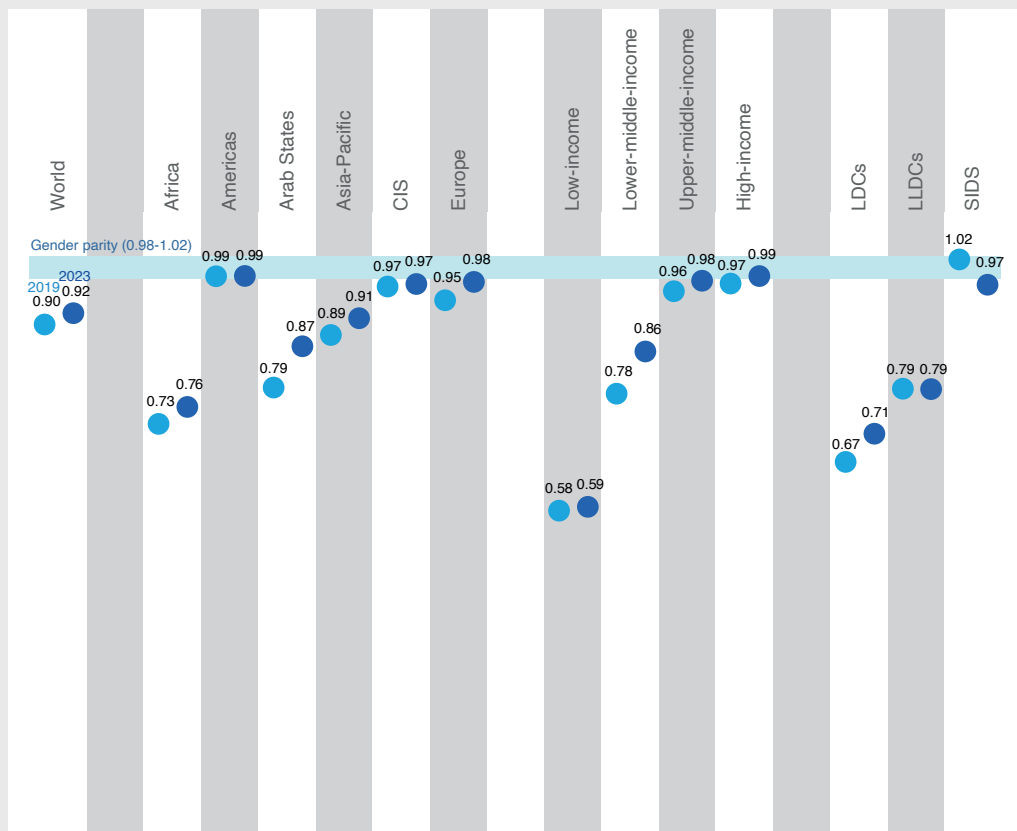 World
Africa
Americas
Arab States
Asia-Pacific
CIS
Europe
Low-income
Lower-middle-income
Upper-middle-income
High-income
LDCs
LLDCs
SIDS
Gender parity (0.98-1.02)
2019
2023
0.90
0.92
0.73
0.76
0.99
0.99
0.79
0.87
0.89
0.91
0.97
0.97
0.95
0.98
0.58
0.59
0.78
0.86
0.96
0.98
0.97
0.99
0.67
0.71
0.79
0.79
1.02
0.97